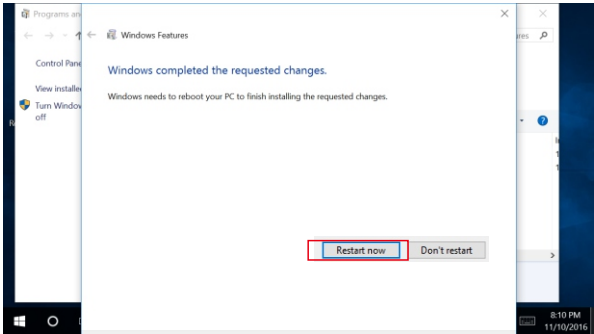 Programs an
Windows Features
Control Pane
Windows completed the requested changes.
View installe
Windows needs to reboot your PC to finish installing the requested changes.
Turn Window
off
Restart now
Don't restart
8:10 PM
11/10/2016